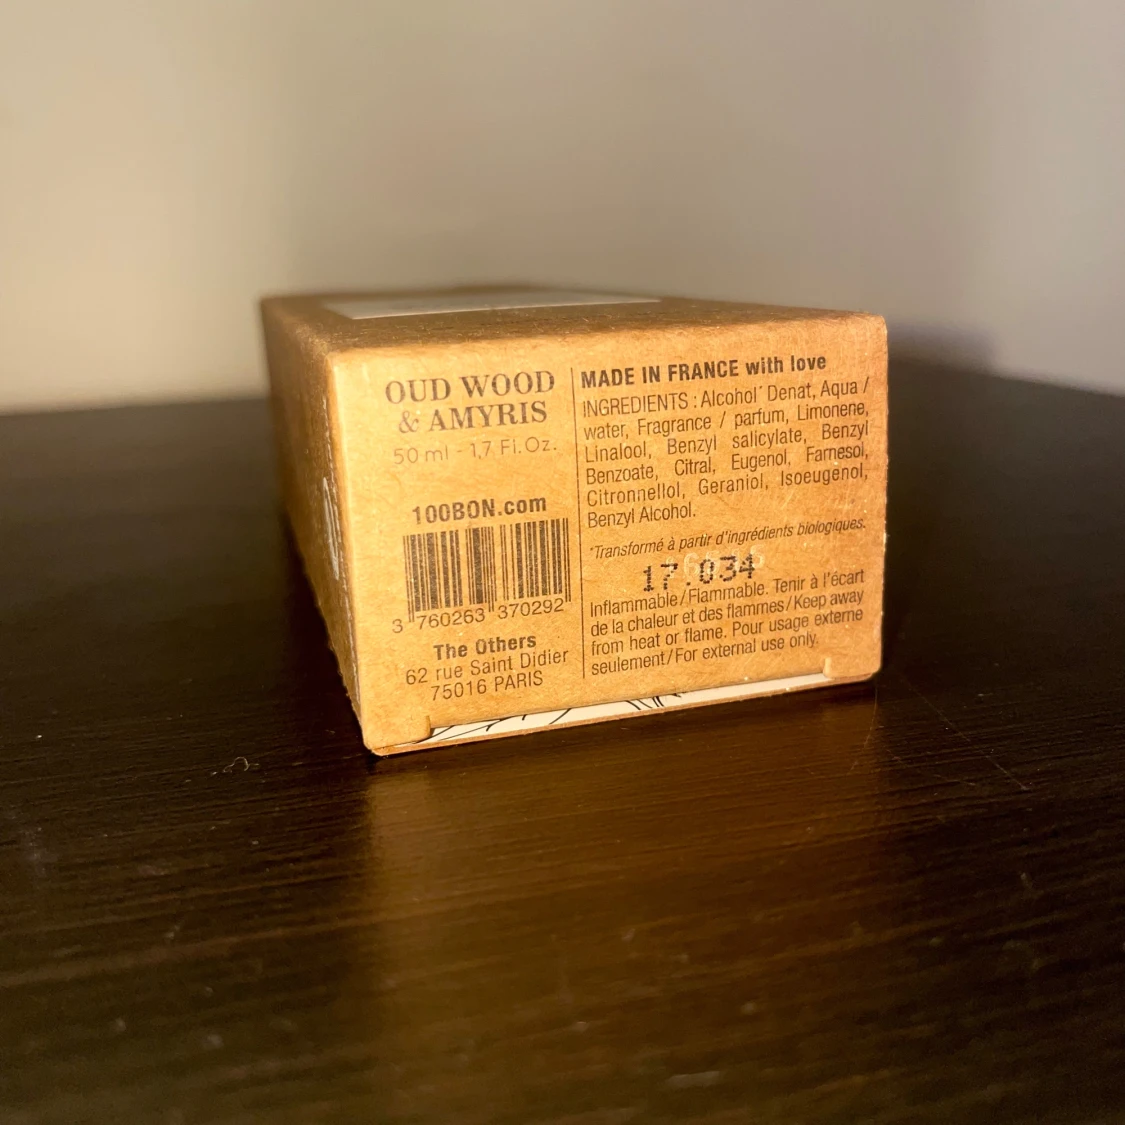 OUD WOOD
& AMYRIS
50 ml - 1,7 Fl.Oz.
100BON.com
3 760263 370292
The Others
62 rue Saint Didier
75016 PARIS
MADE IN FRANCE with love
INGREDIENTS : Alcohol* Denat, Aqua /
water, Fragrance / parfum, Limonene,
Linalool, Benzyl salicylate, Benzyl
Benzoate, Citral, Eugenol, Farnesol,
Citronnellol, Geraniol, Isoeugenol,
Benzyl Alcohol.
*Transformé à partir d'ingrédients biologiques.
17.034
Inflammable/Flammable. Tenir à l'écart
de la chaleur et des flammes/Keep away
from heat or flame. Pour usage externe
seulement/For external use only.